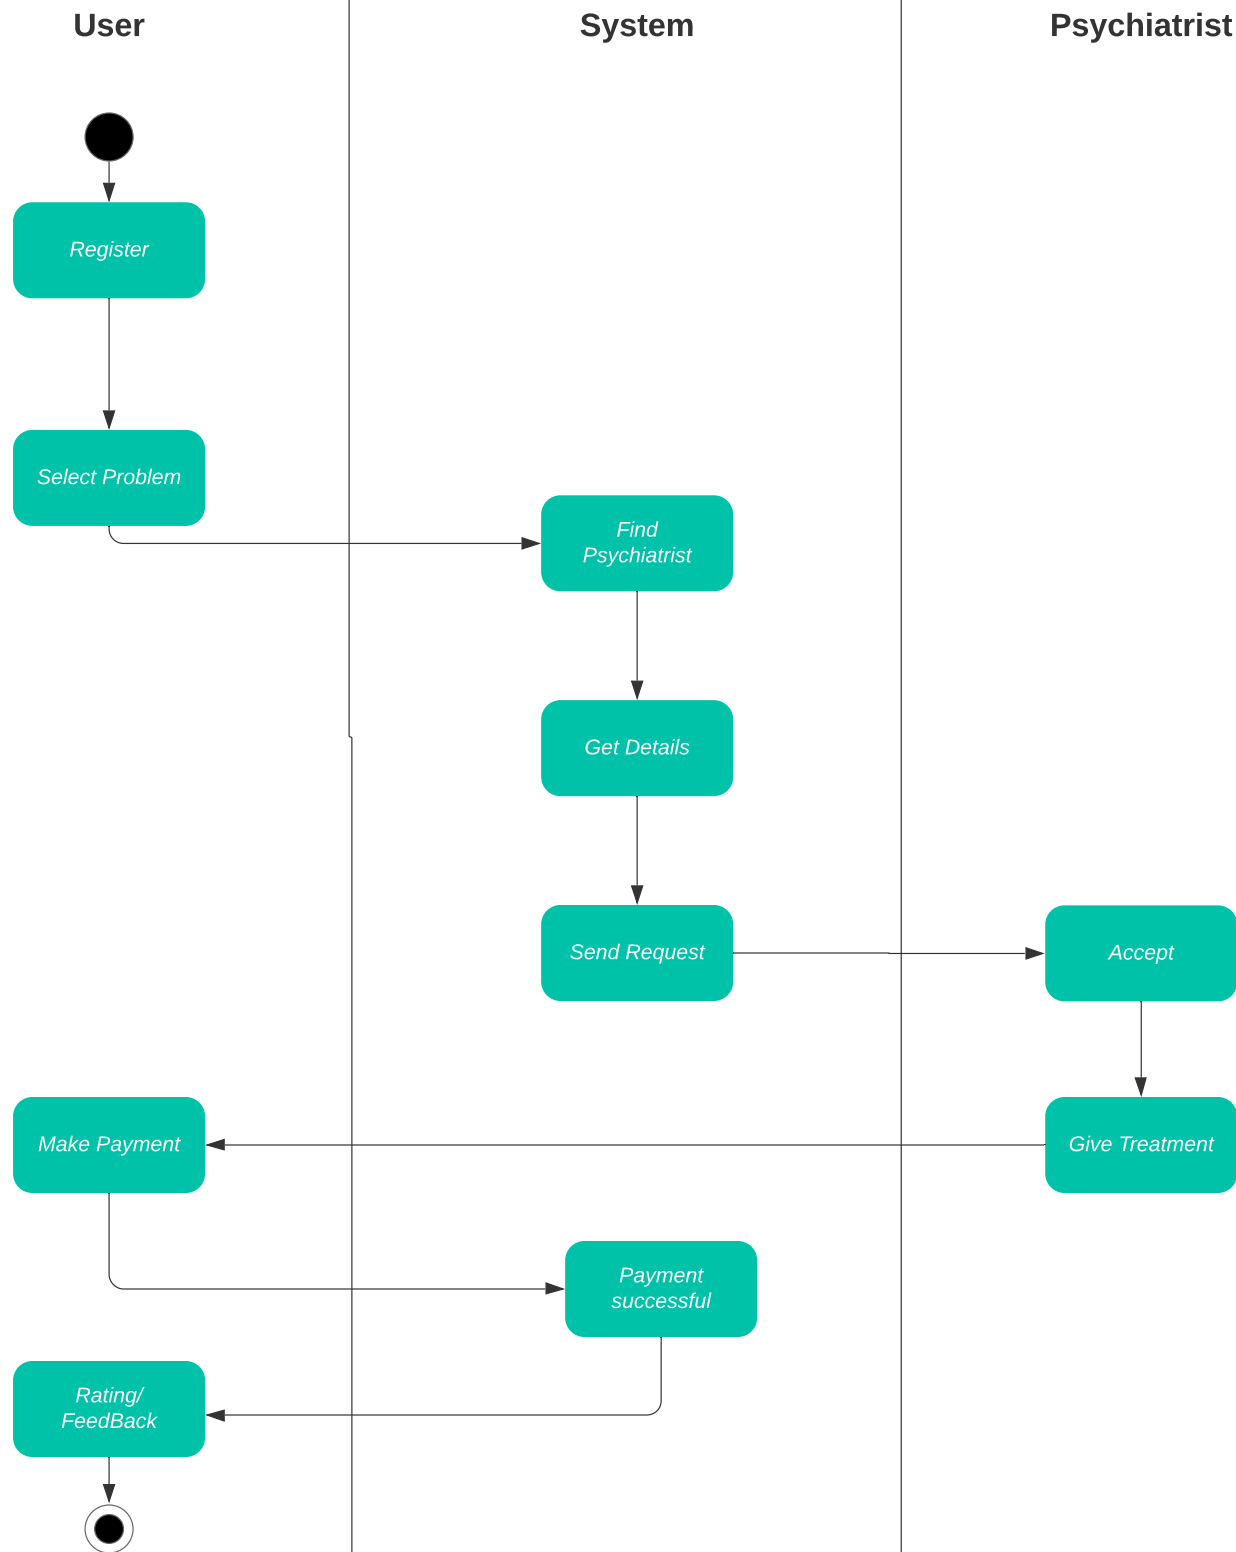 User
System
Psychiatrist
Register
Select Problem
Find
Psychiatrist
Get Details
Send Request
Accept
Make Payment
Give Treatment
Payment
successful
Rating/
FeedBack